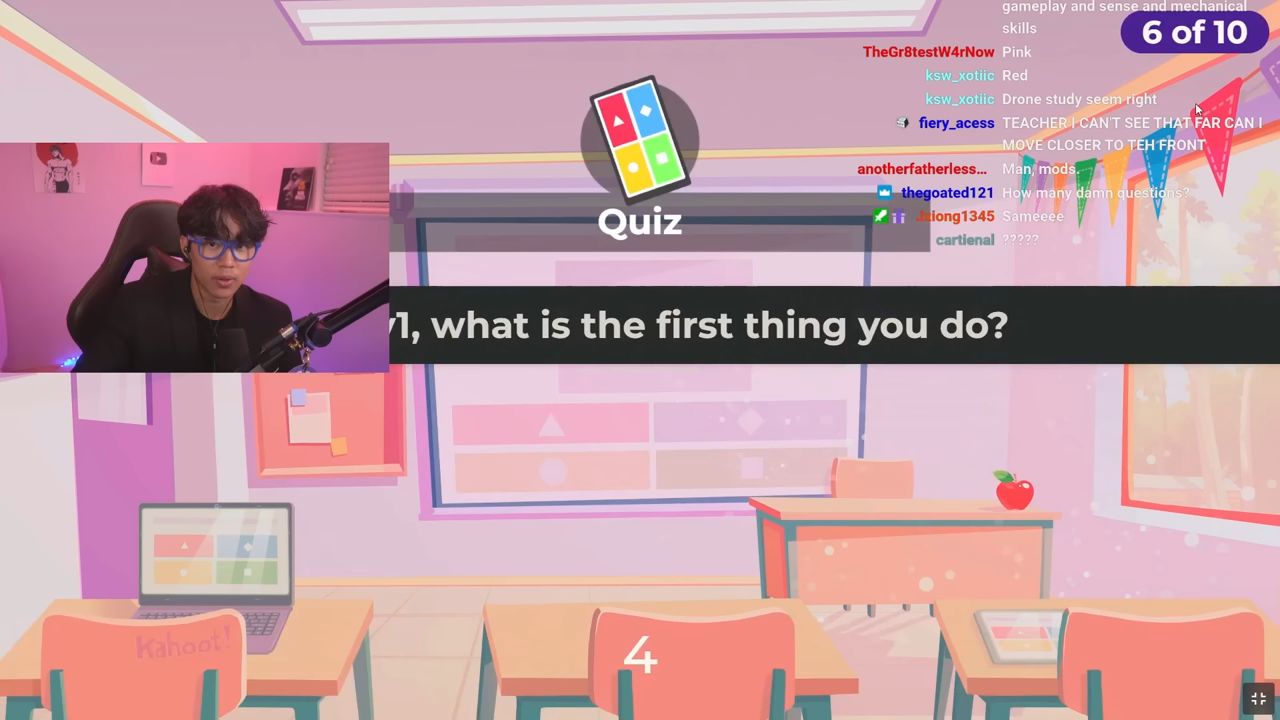 gameplay and sense and mechanical
skills
6 of 10
TheGr8testW4rNow Pink
ksw_xotiic Red
ksw_xotiic Drone study seem right
fiery_acess TEACHER I CAN'T SEE THAT FAR CAN I
MOVE CLOSER TO TEH FRONT
anotherfatherless... Man, mods.
thegoated121 How many damn questions?
Jxiong1345 Sameeee
cartienal ?????
Quiz
v1, what is the first thing you do?
Kahoot!
4